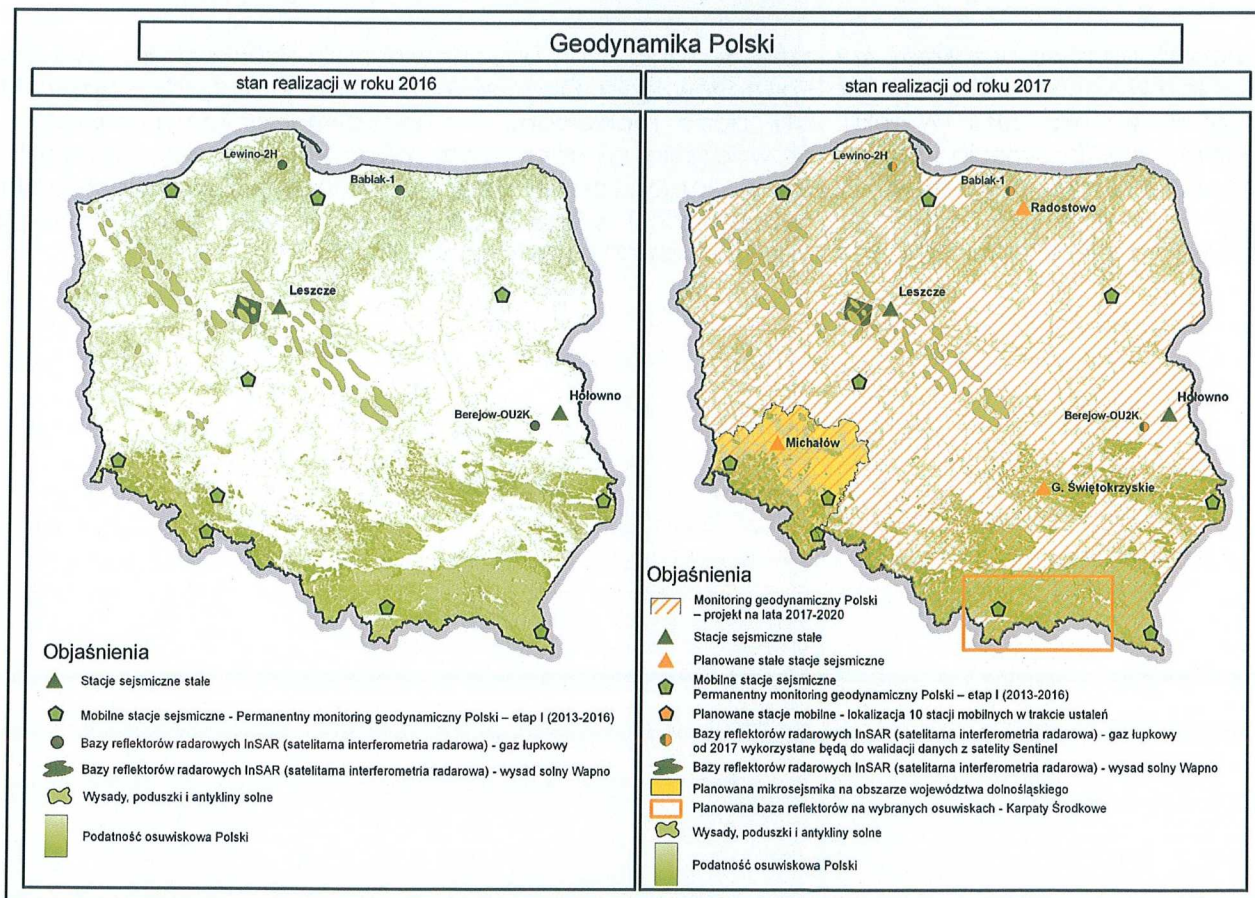 Geodynamika Polski
stan realizacji w roku 2016
stan realizacji od roku 2017
Lewino-2H
Babiak-1
Leszcze
Hołowno
Berejow-OU2K
Objaśnienia
Stacje sejsmiczne stałe
Mobilne stacje sejsmiczne - Permanentny monitoring geodynamiczny Polski – etap I (2013-2016)
Bazy reflektorów radarowych InSAR (satelitarna interferometria radarowa) - gaz łupkowy
Bazy reflektorów radarowych InSAR (satelitarna interferometria radarowa) - wysad solny Wapno
Wysady, poduszki i antykliny solne
Podatność osuwiskowa Polski
Lewino-2H
Babiak-1
Radostowo
Leszcze
Hołowno
Berejow-OU2K
Michałów
G. Świętokrzyskie
Objaśnienia
Monitoring geodynamiczny Polski
– projekt na lata 2017-2020
Stacje sejsmiczne stałe
Planowane stałe stacje sejsmiczne
Mobilne stacje sejsmiczne
Permanentny monitoring geodynamiczny Polski – etap I (2013-2016)
Planowane stacje mobilne - lokalizacja 10 stacji mobilnych w trakcie ustaleń
Bazy reflektorów radarowych InSAR (satelitarna interferometria radarowa) - gaz łupkowy
od 2017 wykorzystane będą do walidacji danych z satelity Sentinel
Bazy reflektorów radarowych InSAR (satelitarna interferometria radarowa) - wysad solny Wapno
Planowana mikrosejsmika na obszarze województwa dolnośląskiego
Planowana baza reflektorów na wybranych osuwiskach - Karpaty Środkowe
Wysady, poduszki i antykliny solne
Podatność osuwiskowa Polski